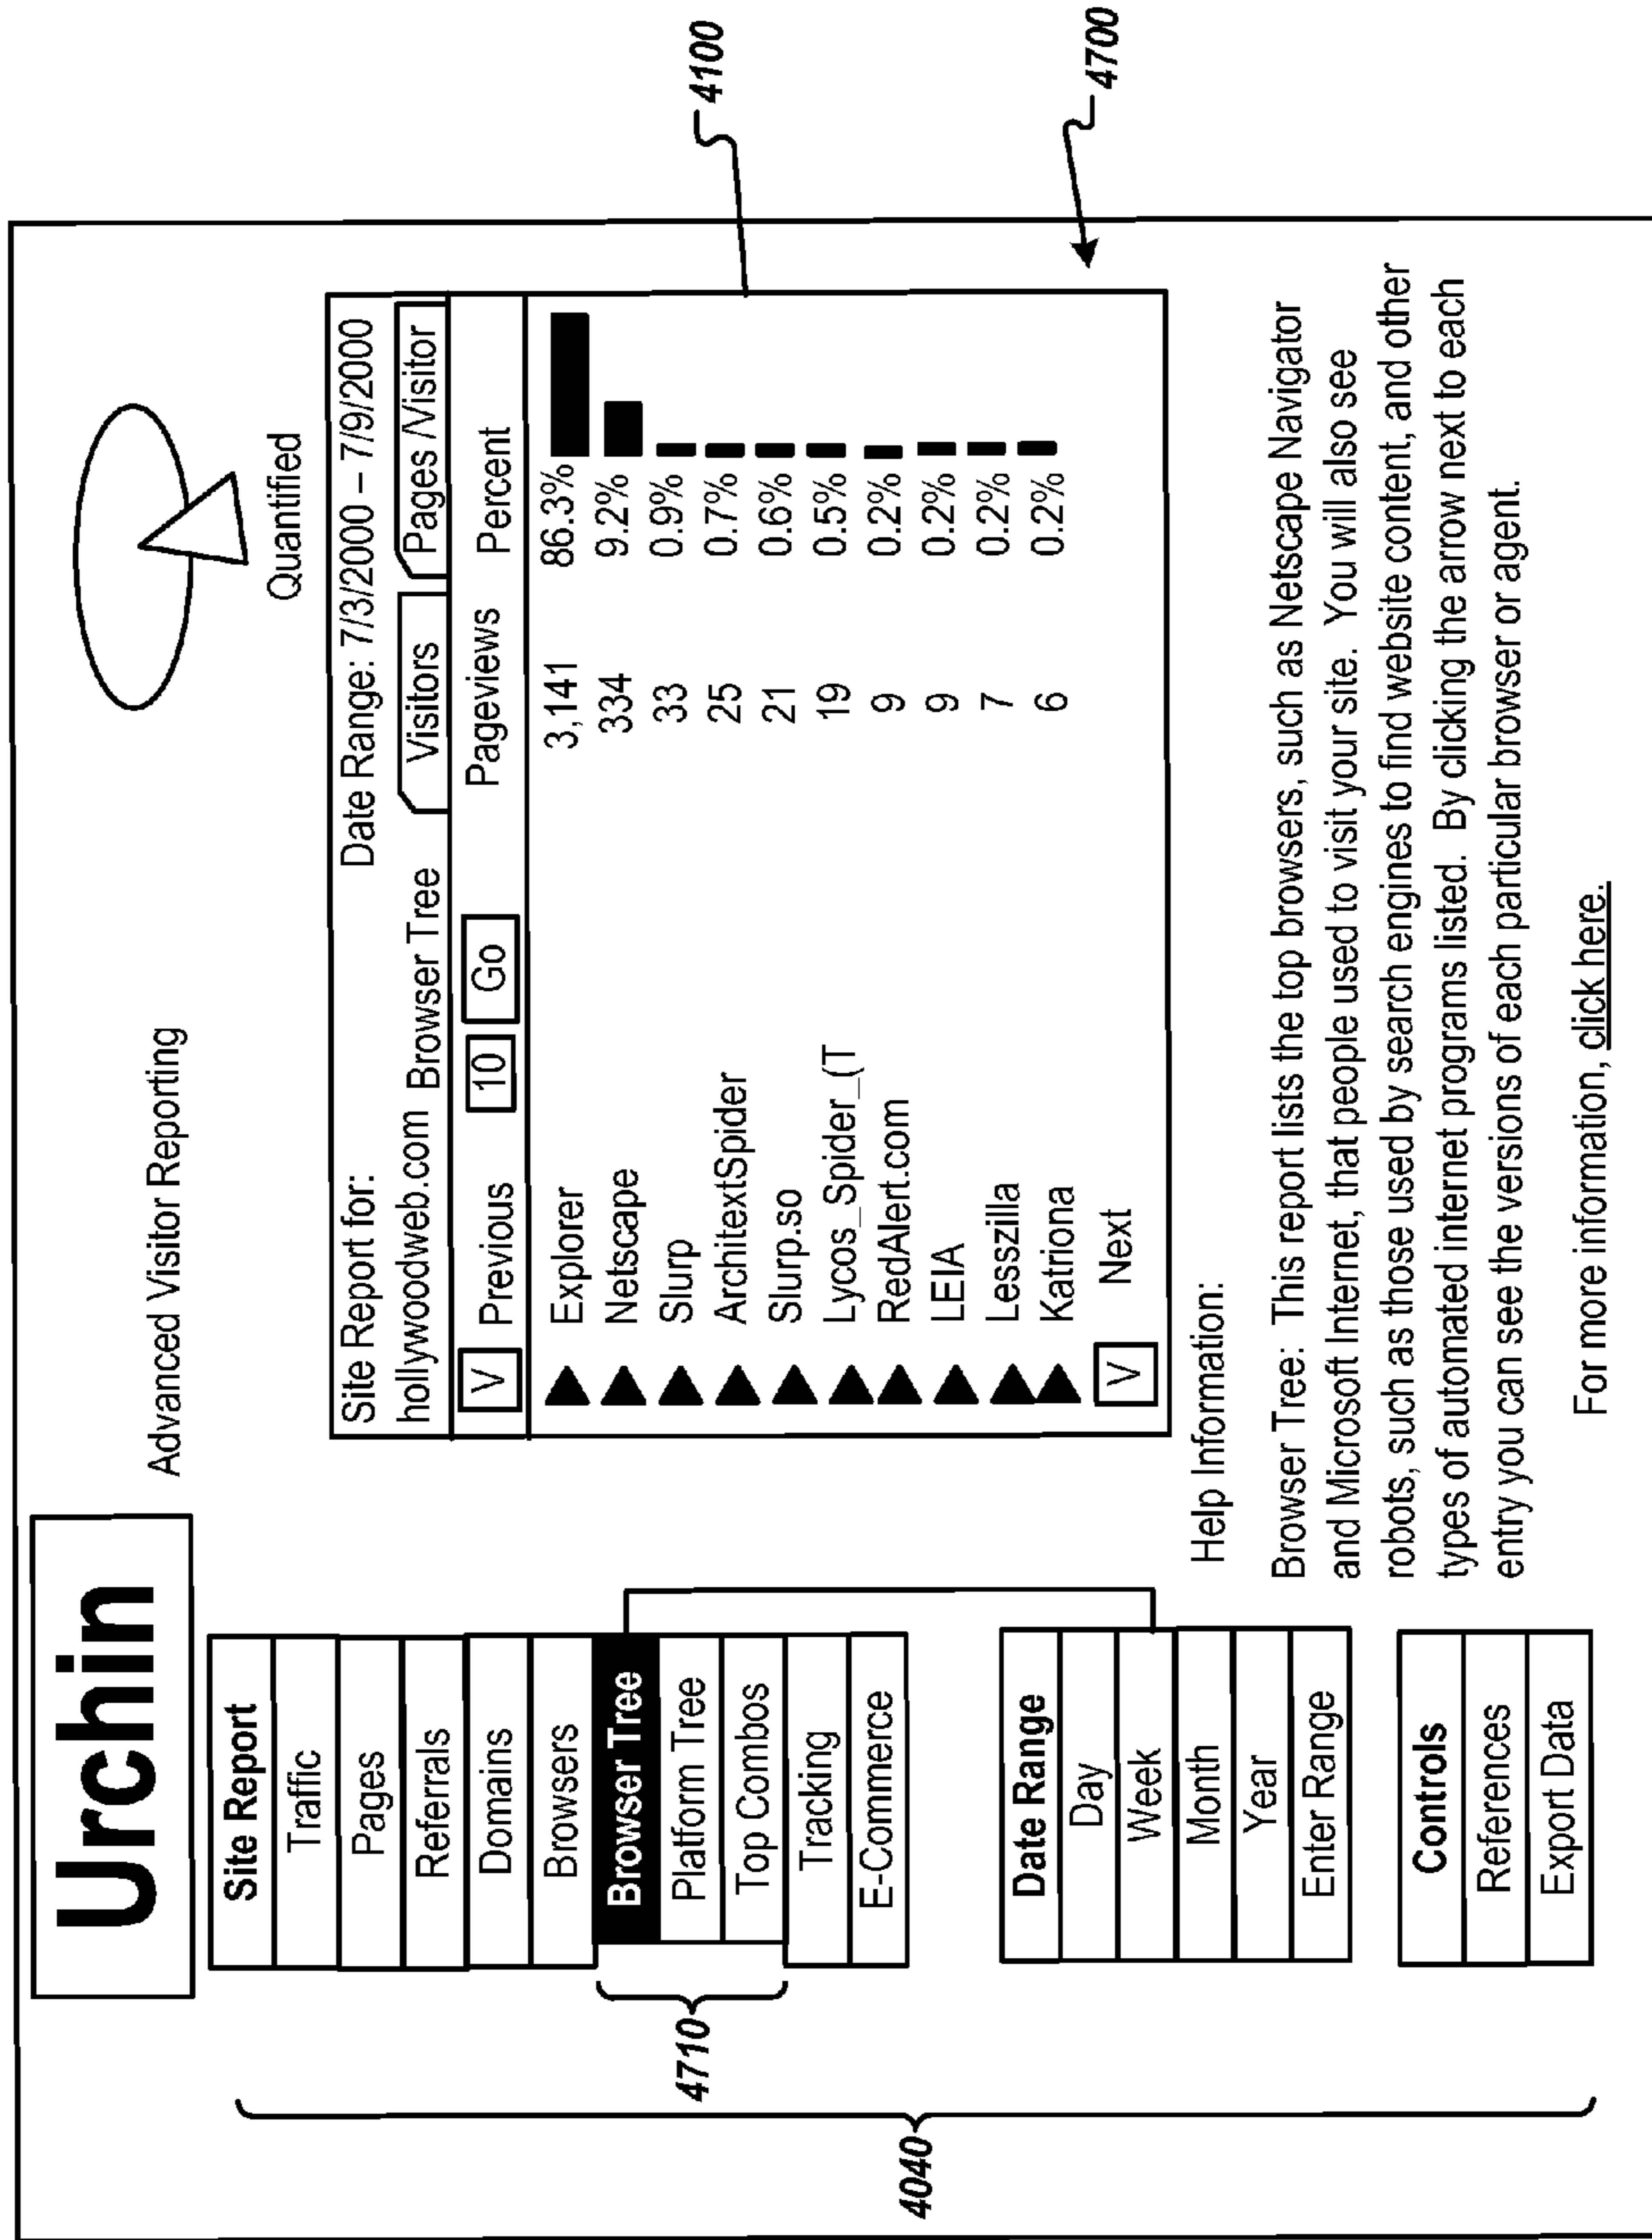 Urchin
Advanced Visitor Reporting
Quantified
Site Report
Traffic
Pages
Referrals
Domains
Browsers
Browser Tree
Platform Tree
Top Combos
Tracking
E-Commerce
Date Range
Day
Week
Month
Year
Enter Range
Controls
References
Export Data
4710
4040
Site Report for: Date Range: 7/3/2000 – 7/9/2000
hollywoodweb.com Browser Tree Visitors Pages /Visitor
V Previous 10 Go Pageviews Percent
Explorer 3,141 86.3%
Netscape 334 9.2%
Slurp 33 0.9%
ArchitextSpider 25 0.7%
Slurp.so 21 0.6%
Lycos_Spider_(T 19 0.5%
RedAlert.com 9 0.2%
LEIA 9 0.2%
Lesszilla 7 0.2%
Katriona 6 0.2%
V Next
4100
4700
Help Information:
Browser Tree: This report lists the top browsers, such as Netscape Navigator
and Microsoft Internet, that people used to visit your site. You will also see
robots, such as those used by search engines to find website content, and other
types of automated internet programs listed. By clicking the arrow next to each
entry you can see the versions of each particular browser or agent.
For more information, click here.